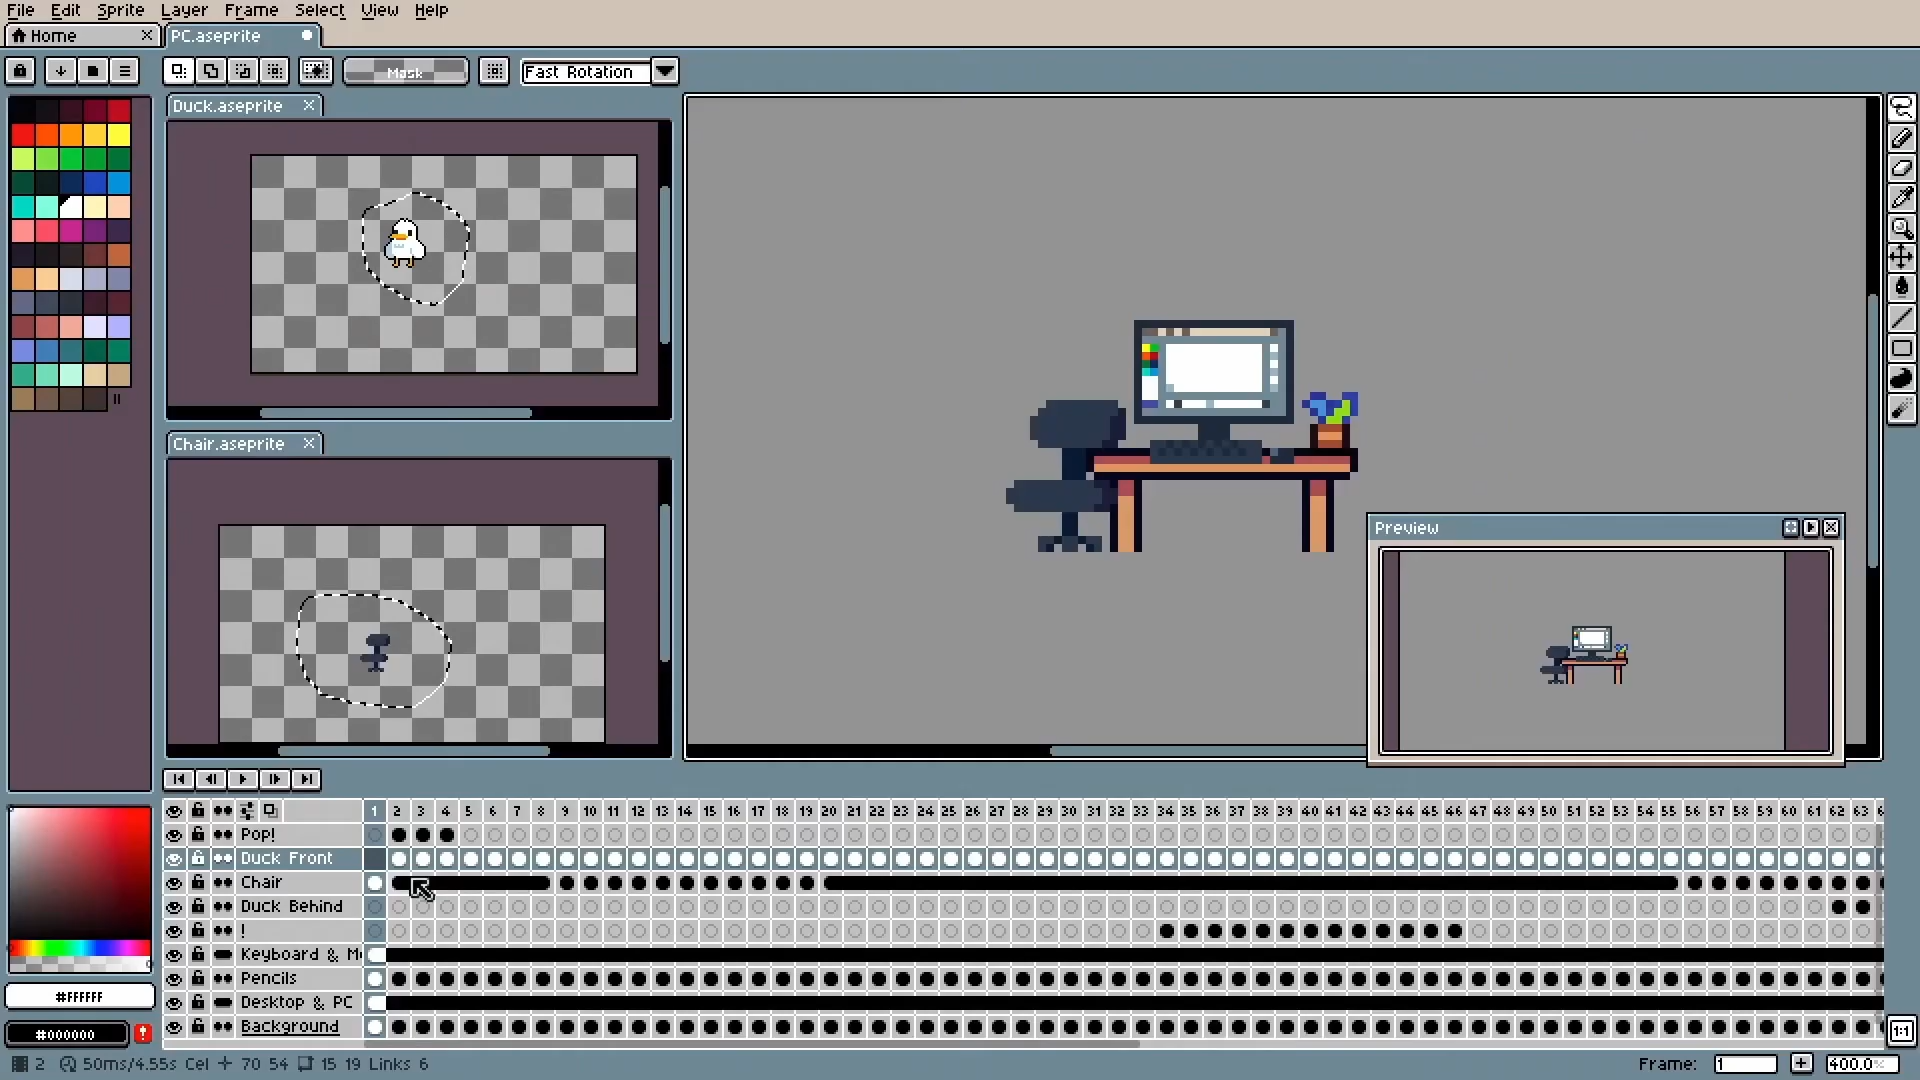 File Edit Sprite Layer Frame Select View Help
Home PC.aseprite
Mask Fast Rotation
Duck.aseprite
Chair.aseprite
Preview
1 2 3 4 5 6 7 8 9 10 11 12 13 14 15 16 17 18 19 20 21 22 23 24 25 26 27 28 29 30 31 32 33 34 35 36 37 38 39 40 41 42 43 44 45 46 47 48 49 50 51 52 53 54 55 56 57 58 59 60 61 62 63
Pop!
Duck Front
Chair
Duck Behind
!
Keyboard & M
Pencils
Desktop & PC
#FFFFFF
Background
#000000 !
1:1
2 50ms/4.55s Cel 70 54 15 19 Links 6 Frame: 1 + 400.0%